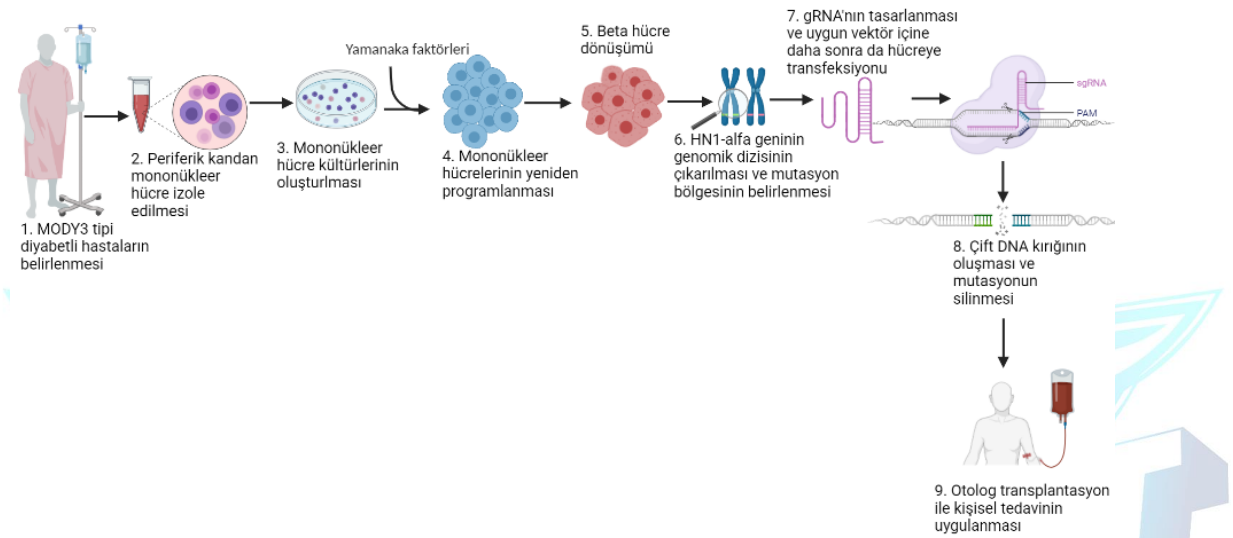 1. MODY3 tipi
diyabetli hastaların
belirlenmesi
2. Periferik kandan
mononükleer
hücre izole
edilmesi
3. Mononükleer
hücre kültürlerinin
oluşturulması
Yamanaka faktörleri
4. Mononükleer
hücrelerinin yeniden
programlanması
5. Beta hücre
dönüşümü
6. HN1-alfa geninin
genomik dizisinin
çıkarılması ve mutasyon
bölgesinin belirlenmesi
7. gRNA'nın tasarlanması
ve uygun vektör içine
daha sonra da hücreye
transfeksiyonu
sgRNA
PAM
8. Çift DNA kırığının
oluşması ve
mutasyonun
silinmesi
9. Otolog transplantasyon
ile kişisel tedavinin
uygulanması